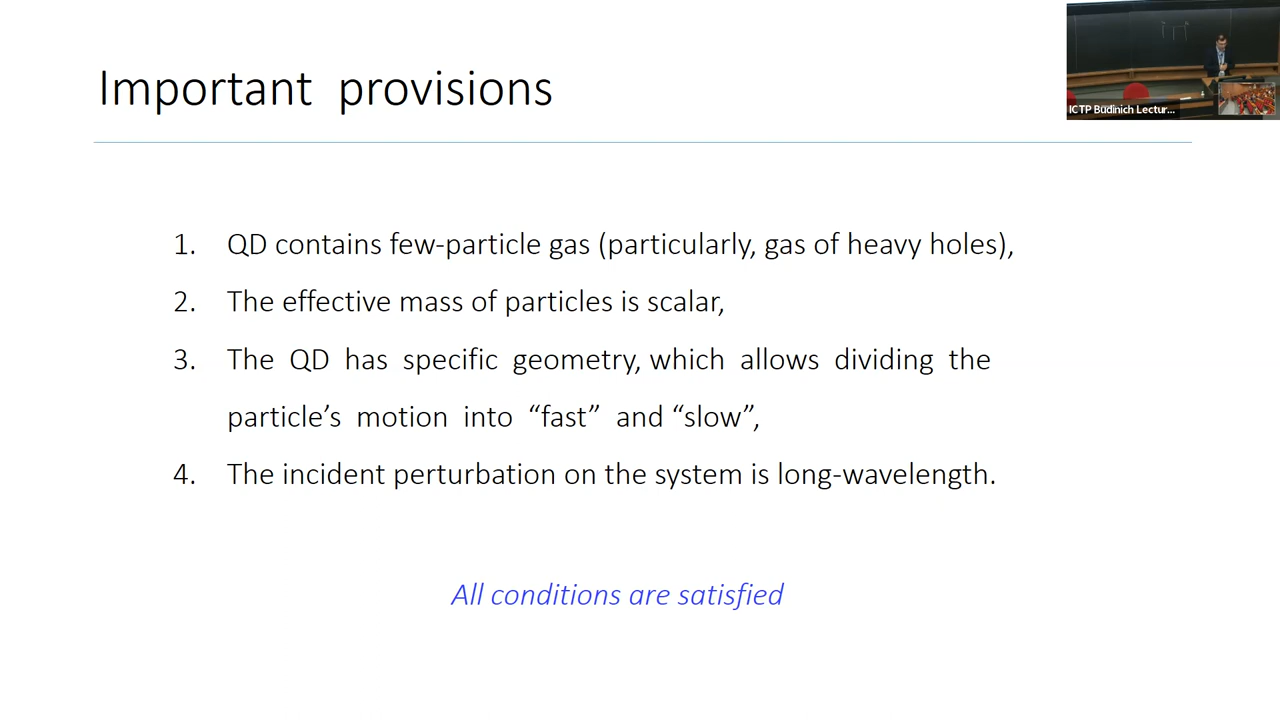 Important provisions
ICTP Budinich Lectur...
1. QD contains few-particle gas (particularly, gas of heavy holes),
2. The effective mass of particles is scalar,
3. The QD has specific geometry, which allows dividing the
particle’s motion into “fast” and “slow”,
4. The incident perturbation on the system is long-wavelength.
All conditions are satisfied